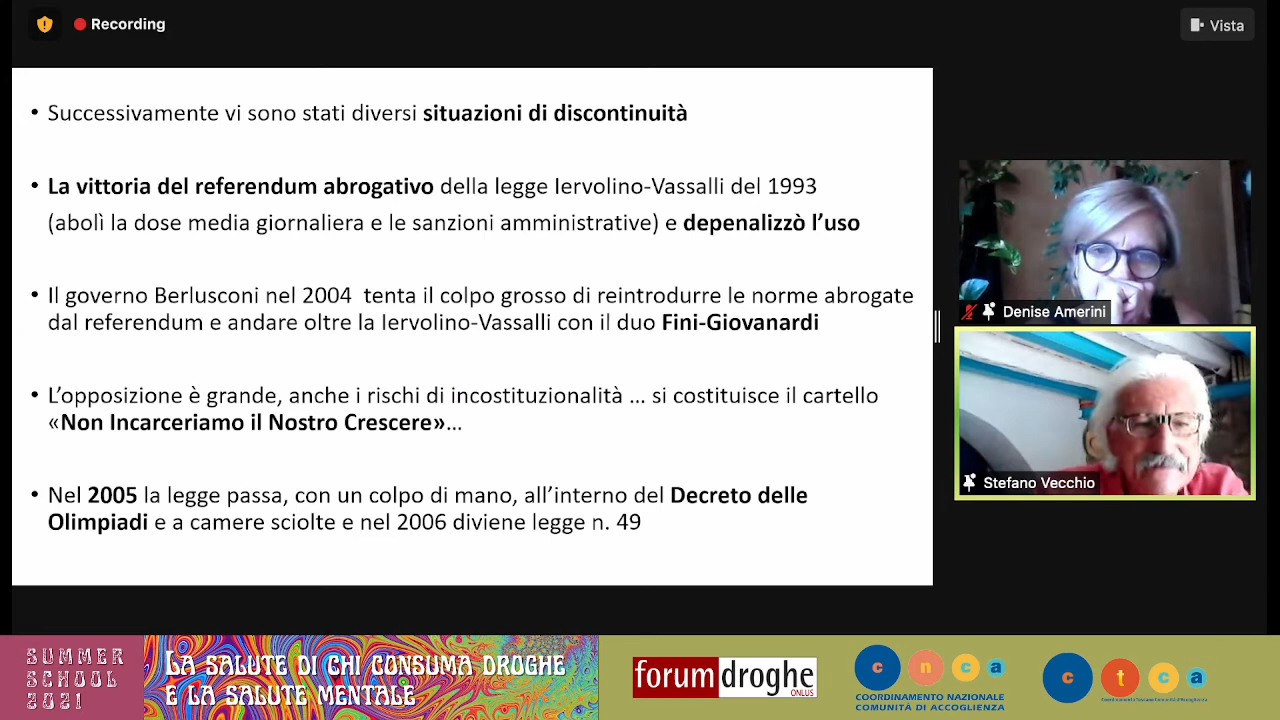 Recording
Vista
• Successivamente vi sono stati diversi situazioni di discontinuità
• La vittoria del referendum abrogativo della legge Iervolino-Vassalli del 1993
(abolì la dose media giornaliera e le sanzioni amministrative) e depenalizzò l'uso
• Il governo Berlusconi nel 2004 tenta il colpo grosso di reintrodurre le norme abrogate
dal referendum e andare oltre la Iervolino-Vassalli con il duo Fini-Giovanardi
• L'opposizione è grande, anche i rischi di incostituzionalità ... si costituisce il cartello
«Non Incarceriamo il Nostro Crescere»...
• Nel 2005 la legge passa, con un colpo di mano, all'interno del Decreto delle
Olimpiadi e a camere sciolte e nel 2006 diviene legge n. 49
Denise Amerini
Stefano Vecchio
SUMMER
SCHOOL
2021
LA SALUTE DI CHI CONSUMA DROGHE
E LA SALUTE MENTALE
forumdroghe
ONLUS
c n c a
COORDINAMENTO NAZIONALE
COMUNITÀ DI ACCOGLIENZA
c t c a